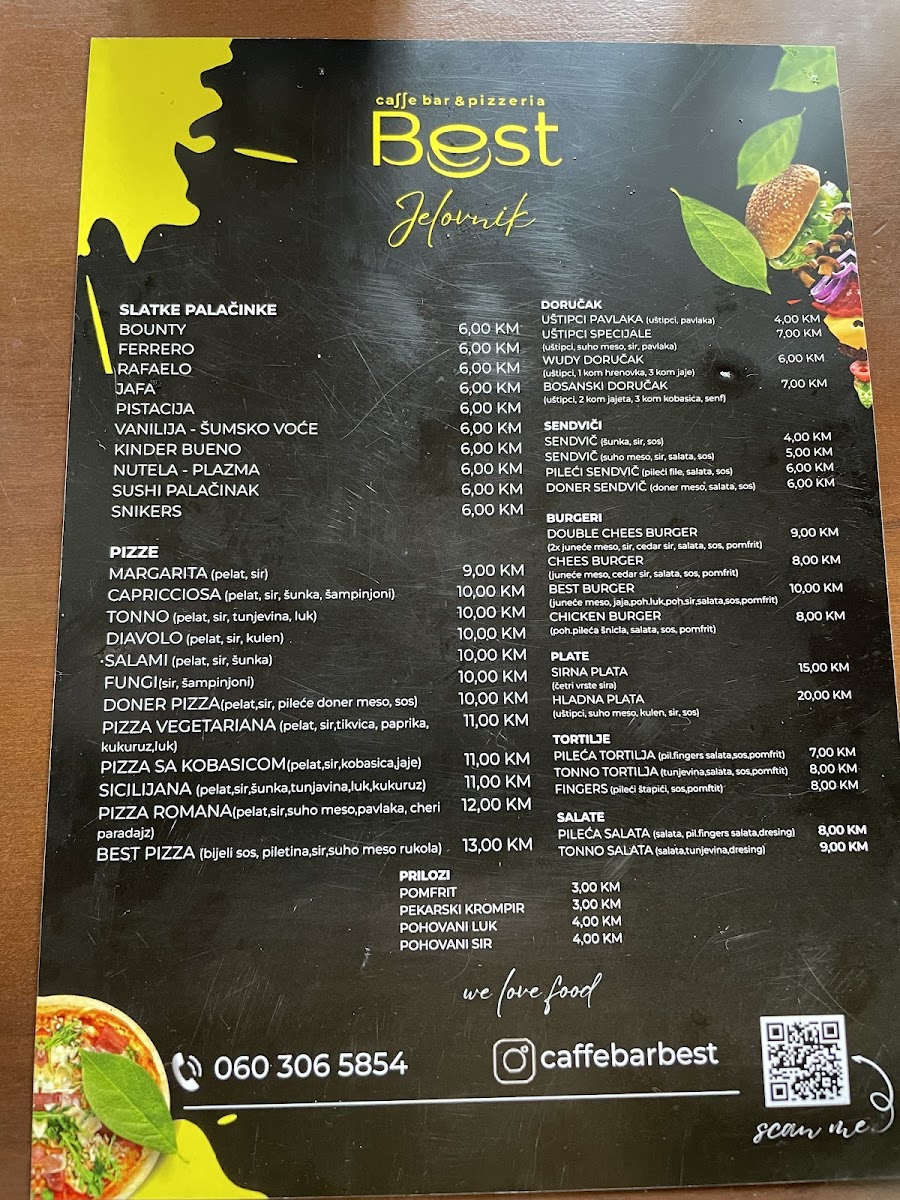 caffe bar & pizzeria
Best
Jelovnik
SLATKE PALAČINKE
BOUNTY 6,00 KM
FERRERO 6,00 KM
RAFAELO 6,00 KM
JAFA 6,00 KM
PISTACIJA 6,00 KM
VANILIJA - ŠUMSKO VOĆE 6,00 KM
KINDER BUENO 6,00 KM
NUTELA - PLAZMA 6,00 KM
SUSHI PALAČINAK 6,00 KM
SNIKERS 6,00 KM
PIZZE
MARGARITA (pelat, sir) 9,00 KM
CAPRICCIOSA (pelat, sir, šunka, šampinjoni) 10,00 KM
TONNO (pelat, sir, tunjevina, luk) 10,00 KM
DIAVOLO (pelat, sir, kulen) 10,00 KM
SALAMI (pelat, sir, šunka) 10,00 KM
FUNGI(sir, šampinjoni) 10,00 KM
DONER PIZZA(pelat,sir, pileće doner meso, sos) 10,00 KM
PIZZA VEGETARIANA (pelat, sir,tikvica, paprika, 11,00 KM
kukuruz,luk)
PIZZA SA KOBASICOM(pelat,sir,kobasica,jaje) 11,00 KM
SICILIJANA (pelat,sir,šunka,tunjavina,luk,kukuruz) 11,00 KM
PIZZA ROMANA(pelat,sir,suho meso,pavlaka, cheri 12,00 KM
paradajz)
BEST PIZZA (bijeli sos, piletina,sir,suho meso rukola) 13,00 KM
DORUČAK
UŠTIPCI PAVLAKA (uštipci, pavlaka) 4,00 KM
UŠTIPCI SPECIJALE 7,00 KM
(uštipci, suho meso, sir, pavlaka)
WUDY DORUČAK 6,00 KM
(uštipci, 1 kom hrenovka, 3 kom jaje)
BOSANSKI DORUČAK 7,00 KM
(uštipci, 2 kom jajeta, 3 kom kobasica, senf)
SENDVIČI
SENDVIČ (šunka, sir, sos) 4,00 KM
SENDVIČ (suho meso, sir, salata, sos) 5,00 KM
PILEĆI SENDVIČ (pileći file, salata, sos) 6,00 KM
DONER SENDVIČ (doner meso, salata, sos) 6,00 KM
BURGERI
DOUBLE CHEES BURGER 9,00 KM
(2x juneće meso, sir, cedar sir, salata, sos, pomfrit)
CHEES BURGER 8,00 KM
(juneće meso, cedar sir, salata, sos, pomfrit)
BEST BURGER 10,00 KM
(juneće meso, jaja,poh.luk,poh,sir,salata,sos,pomfrit)
CHICKEN BURGER 8,00 KM
(poh.pileća šnicla, salata, sos, pomfrit)
PLATE
SIRNA PLATA 15,00 KM
(četri vrste sira)
HLADNA PLATA 20,00 KM
(uštipci, suho meso, kulen, sir, sos)
TORTILJE
PILEĆA TORTILJA (pil.fingers salata,sos,pomfrit) 7,00 KM
TONNO TORTILJA (tunjevina,salata, sos,pomftit) 8,00 KM
FINGERS (pileći štapići, sos,pomftit) 8,00 KM
SALATE
PILEĆA SALATA (salata, pil.fingers salata,dresing) 8,00 KM
TONNO SALATA (salata,tunjevina,dresing) 9,00 KM
PRILOZI
POMFRIT 3,00 KM
PEKARSKI KROMPIR 3,00 KM
POHOVANI LUK 4,00 KM
POHOVANI SIR 4,00 KM
we love food
060 306 5854
caffebarbest
scan me